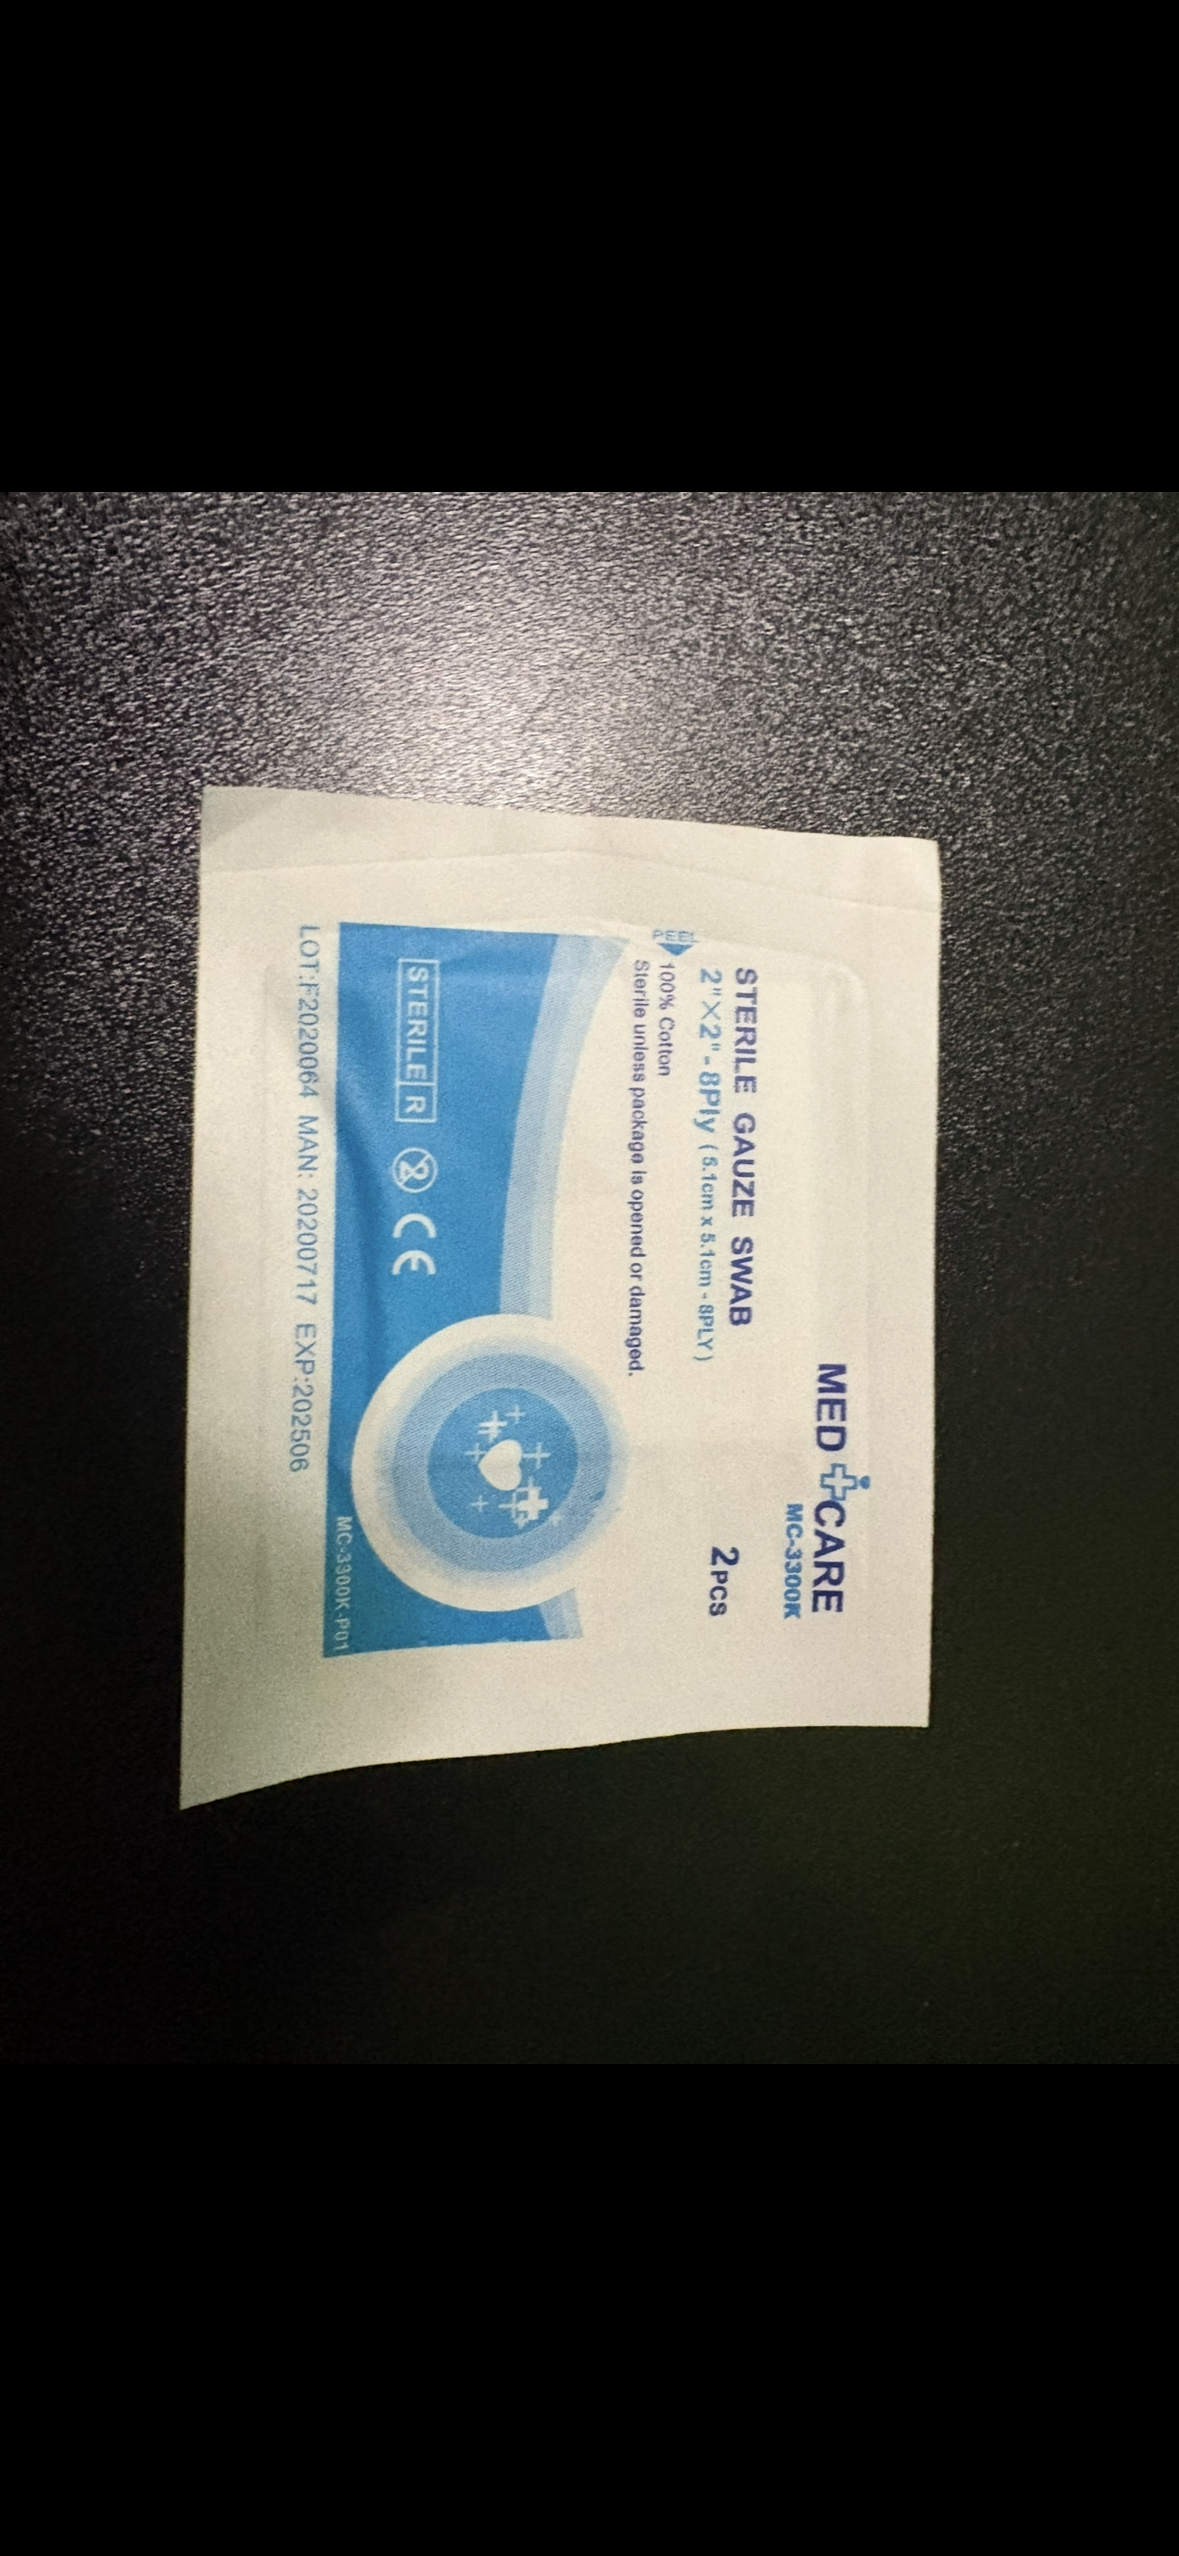 MED CARE
MC-3300K
STERILE GAUZE SWAB
2"X2"-8Ply (5.1cm x 5.1cm - 8PLY)
2PCS
PEEL
100% Cotton
Sterile unless package is opened or damaged.
STERILE R
2
CE
MC-3300K-P01
LOT:F2020064 MAN: 20200717 EXP:202506